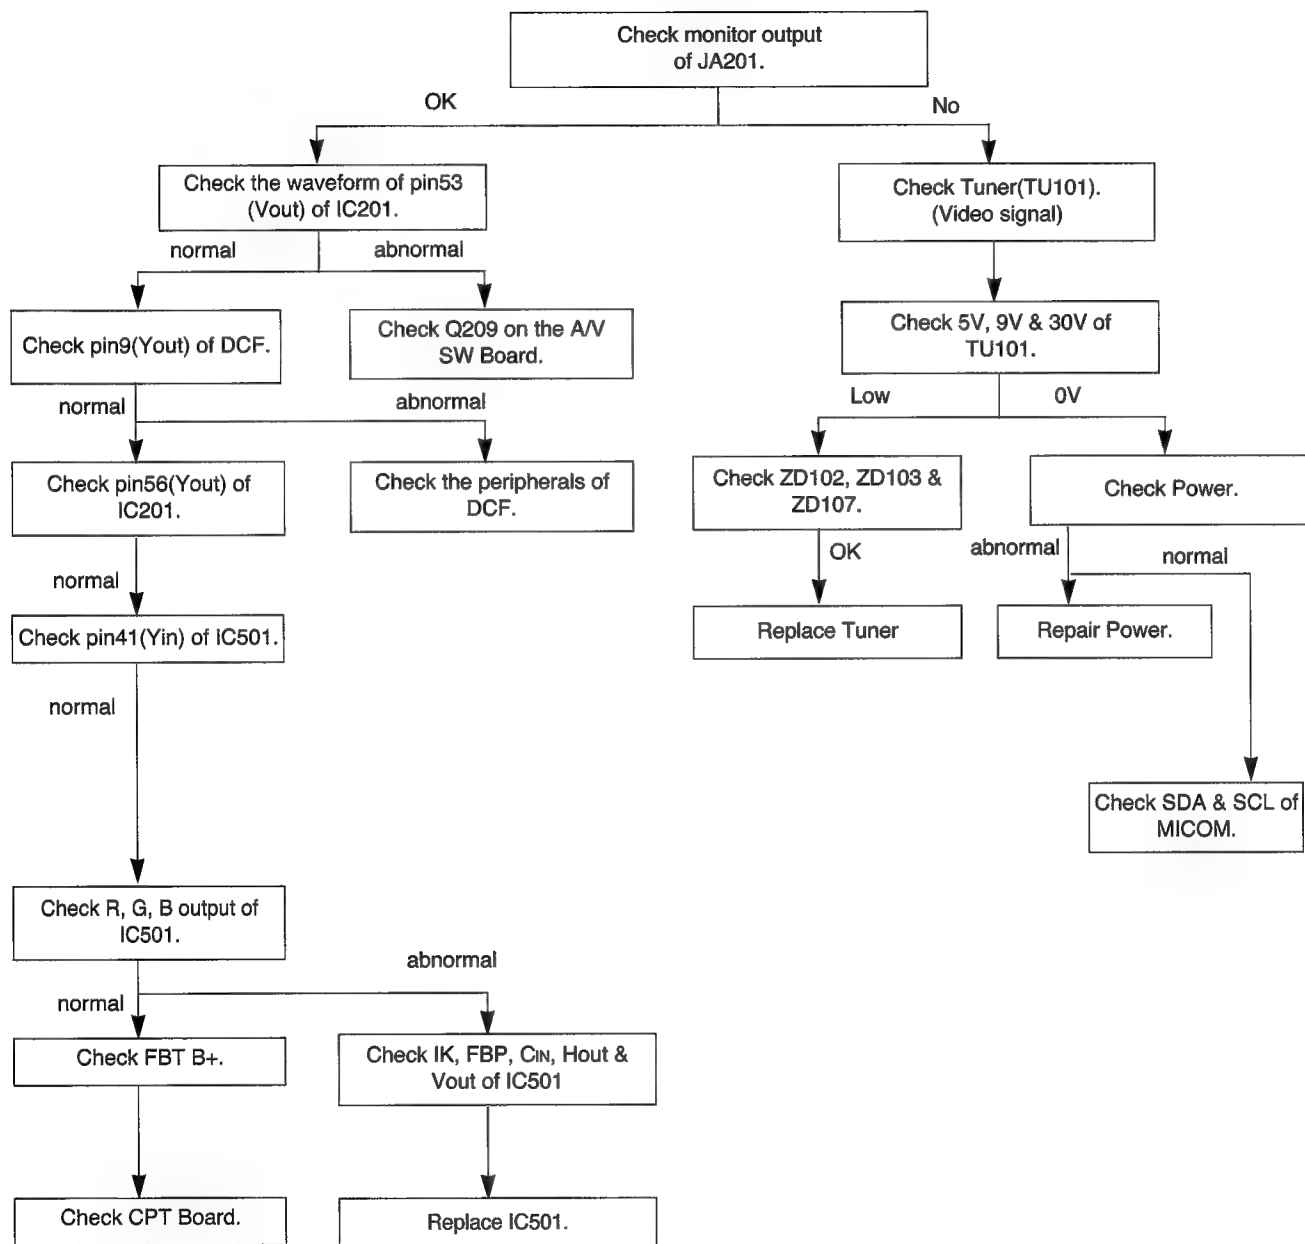 Check monitor output
of JA201.
OK
No
Check the waveform of pin53
(Vout) of IC201.
Check Tuner(TU101).
(Video signal)
normal
abnormal
Check pin9(Yout) of DCF.
Check Q209 on the A/V
SW Board.
Check 5V, 9V & 30V of
TU101.
normal
abnormal
Low
0V
Check pin56(Yout) of
IC201.
Check the peripherals of
DCF.
Check ZD102, ZD103 &
ZD107.
Check Power.
normal
OK
abnormal
normal
Check pin41(Yin) of IC501.
Replace Tuner
Repair Power.
normal
Check SDA & SCL of
MICOM.
Check R, G, B output of
IC501.
abnormal
normal
Check FBT B+.
Check IK, FBP, CIN, Hout &
Vout of IC501
Check CPT Board.
Replace IC501.